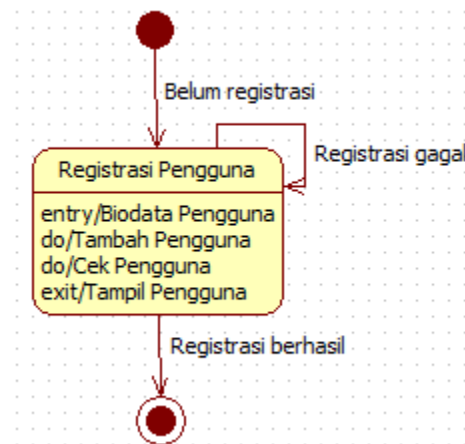 Belum registrasi
Registrasi gagal
Registrasi Pengguna
entry/Biodata Pengguna
do/Tambah Pengguna
do/Cek Pengguna
exit/Tampil Pengguna
Registrasi berhasil